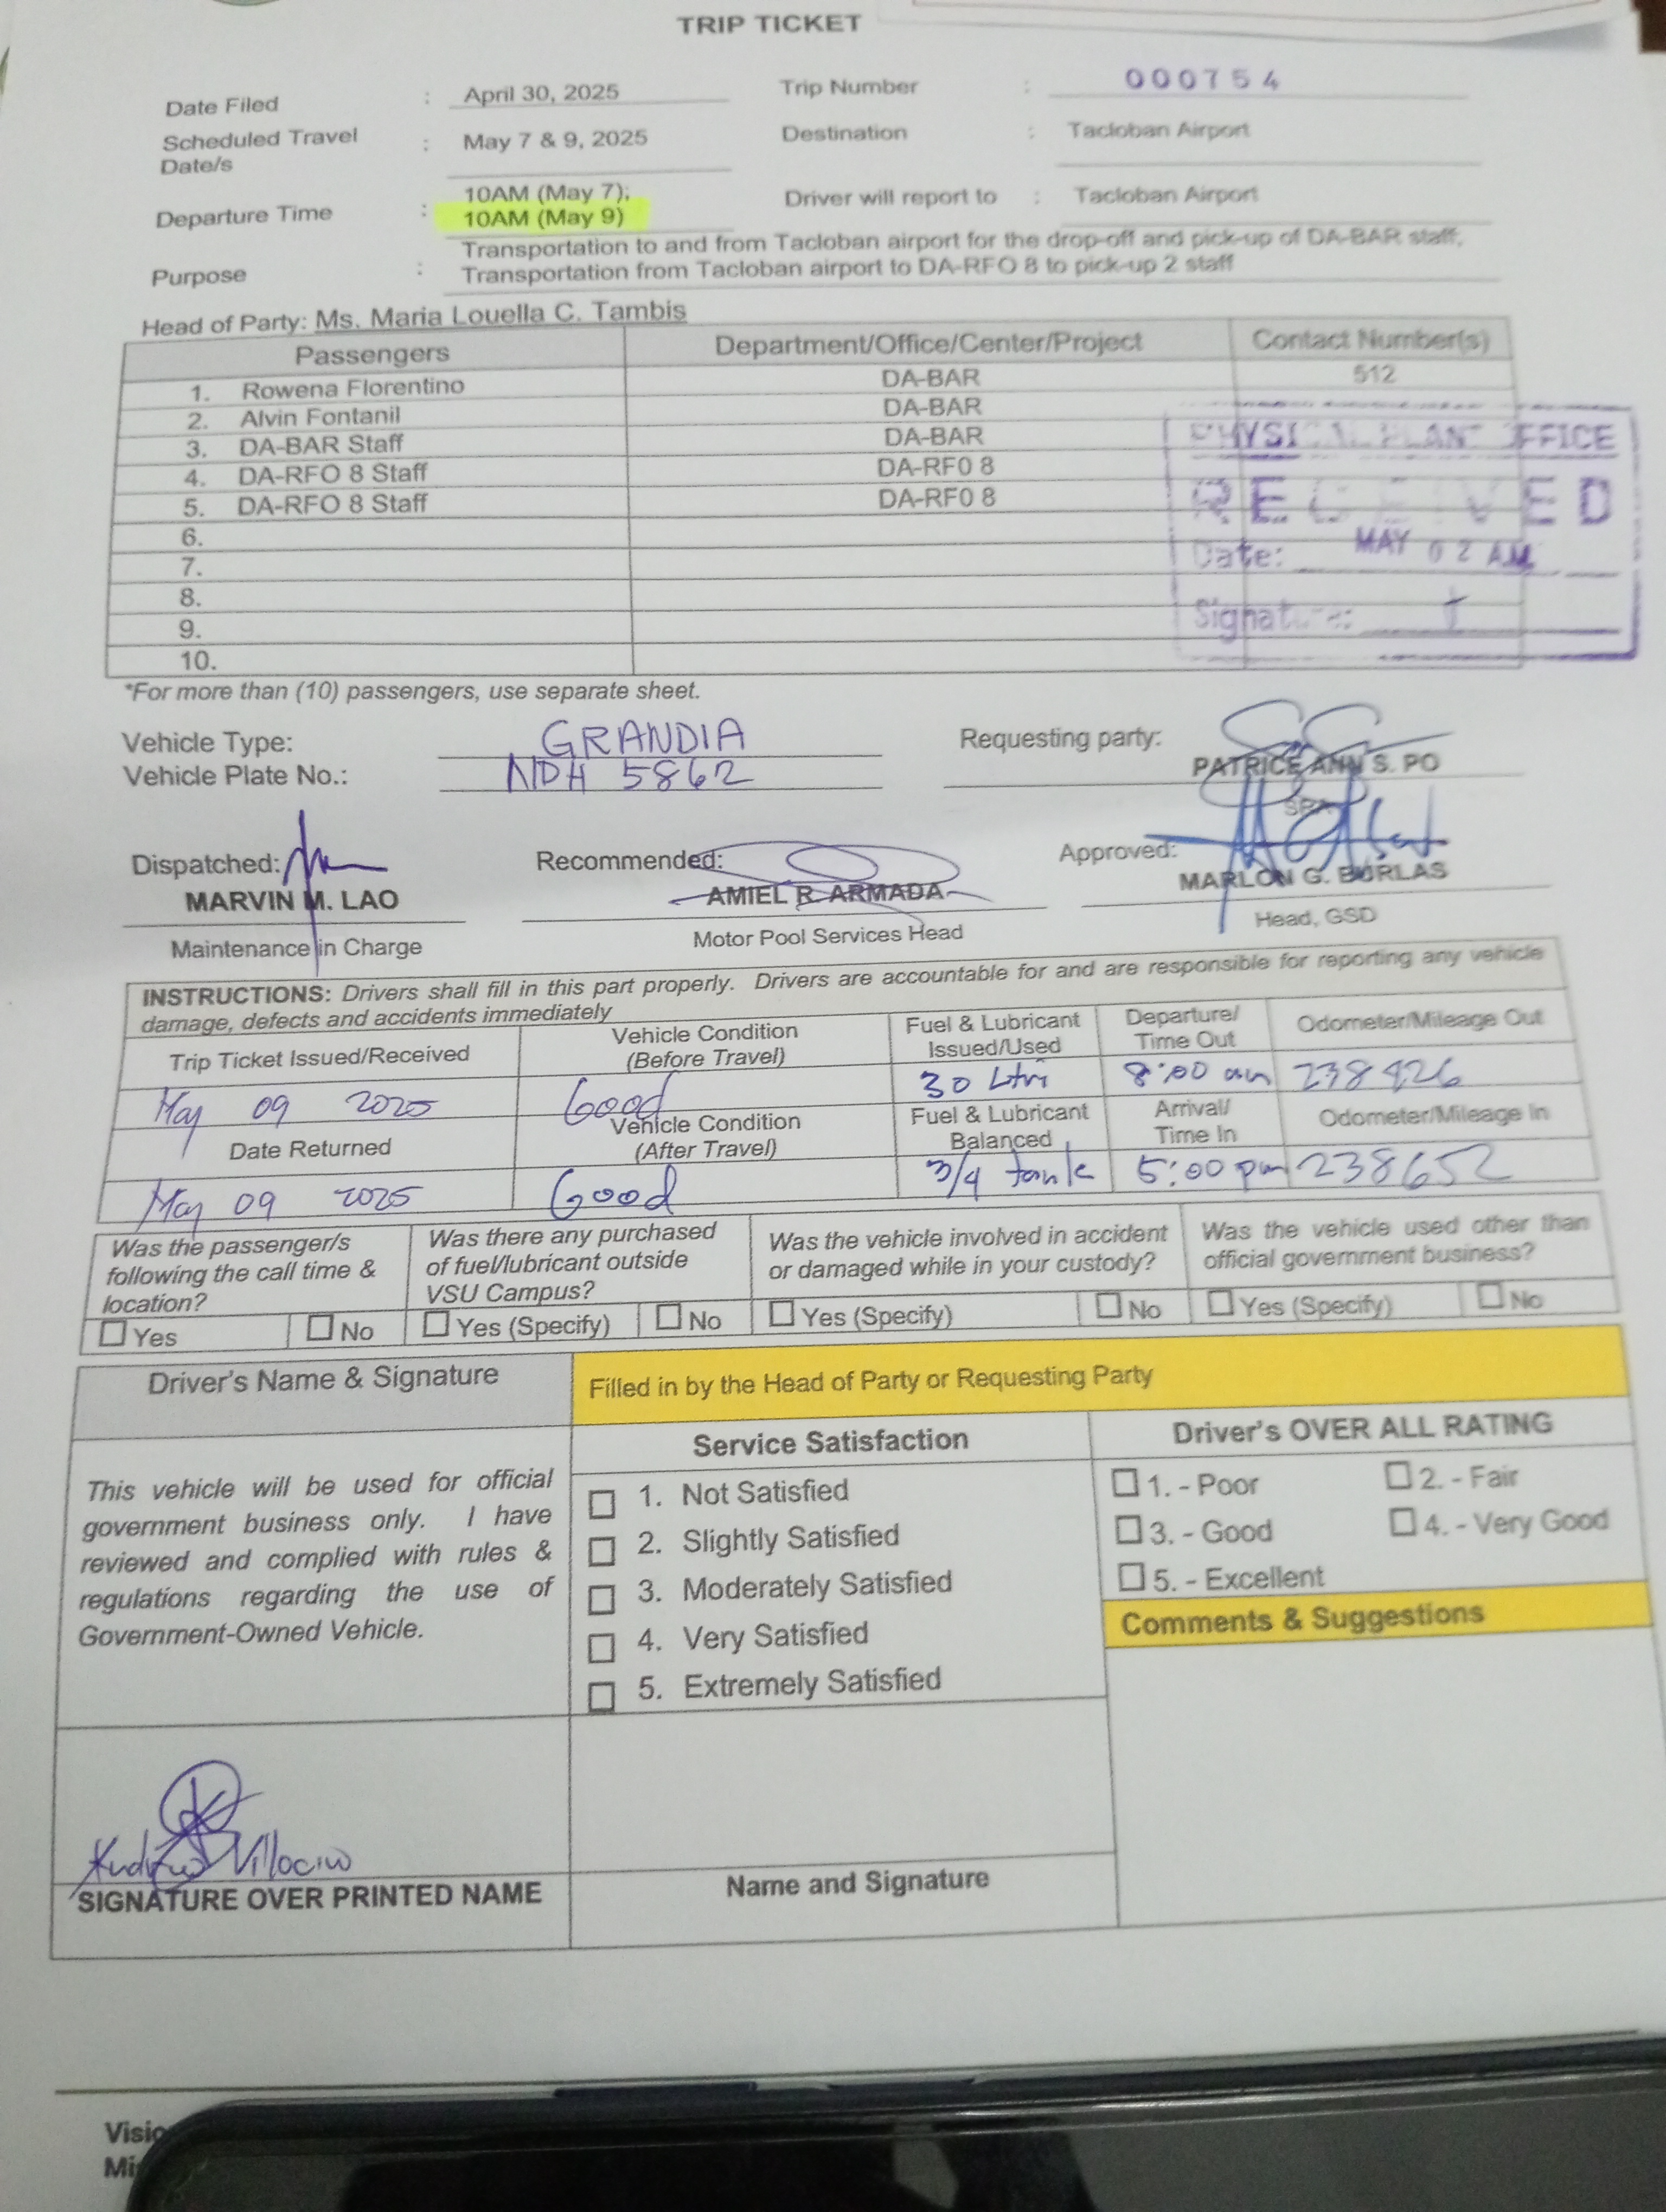 TRIP TICKET
Date Filed : April 30, 2025 Trip Number : 000754
Scheduled Travel Date/s : May 7 & 9, 2025 Destination : Tacloban Airport
Departure Time : 10AM (May 7); Driver will report to : Tacloban Airport
10AM (May 9)
Purpose : Transportation to and from Tacloban airport for the drop-off and pick-up of DA-BAR staff;
Transportation from Tacloban airport to DA-RFO 8 to pick-up 2 staff
Head of Party: Ms. Maria Louella C. Tambis
Passengers Department/Office/Center/Project Contact Number(s)
1. Rowena Florentino DA-BAR 512
2. Alvin Fontanil DA-BAR
3. DA-BAR Staff DA-BAR
4. DA-RFO 8 Staff DA-RF0 8
5. DA-RFO 8 Staff DA-RF0 8
6.
7.
8.
9.
10.
PHYSICAL PLANT OFFICE
RECEIVED
Date: MAY 02 AM
Signature:
*For more than (10) passengers, use separate sheet.
Vehicle Type: GRANDIA Requesting party:
Vehicle Plate No.: NDH 5862 PATRICE ANN S. PO
SRA
Dispatched: Recommended: Approved:
MARVIN M. LAO AMIEL R. ARMADA MARLON G. BURLAS
Maintenance in Charge Motor Pool Services Head Head, GSD
INSTRUCTIONS: Drivers shall fill in this part properly. Drivers are accountable for and are responsible for reporting any vehicle
damage, defects and accidents immediately
Trip Ticket Issued/Received Vehicle Condition (Before Travel) Fuel & Lubricant Issued/Used Departure/ Time Out Odometer/Mileage Out
May 09 2025 Good 30 Ltri 8:00 am 238426
Date Returned Vehicle Condition (After Travel) Fuel & Lubricant Balanced Arrival/ Time In Odometer/Mileage In
May 09 2025 Good 3/4 tank 5:00 pm 238652
Was the passenger/s following the call time & location?
Was there any purchased of fuel/lubricant outside VSU Campus?
Was the vehicle involved in accident or damaged while in your custody?
Was the vehicle used other than official government business?
Yes No Yes (Specify) No Yes (Specify) No Yes (Specify) No
Driver's Name & Signature Filled in by the Head of Party or Requesting Party
Service Satisfaction Driver's OVER ALL RATING
This vehicle will be used for official
government business only. I have
reviewed and complied with rules &
regulations regarding the use of
Government-Owned Vehicle.
1. Not Satisfied
2. Slightly Satisfied
3. Moderately Satisfied
4. Very Satisfied
5. Extremely Satisfied
1. - Poor 2. - Fair
3. - Good 4. - Very Good
5. - Excellent
Comments & Suggestions
SIGNATURE OVER PRINTED NAME Name and Signature